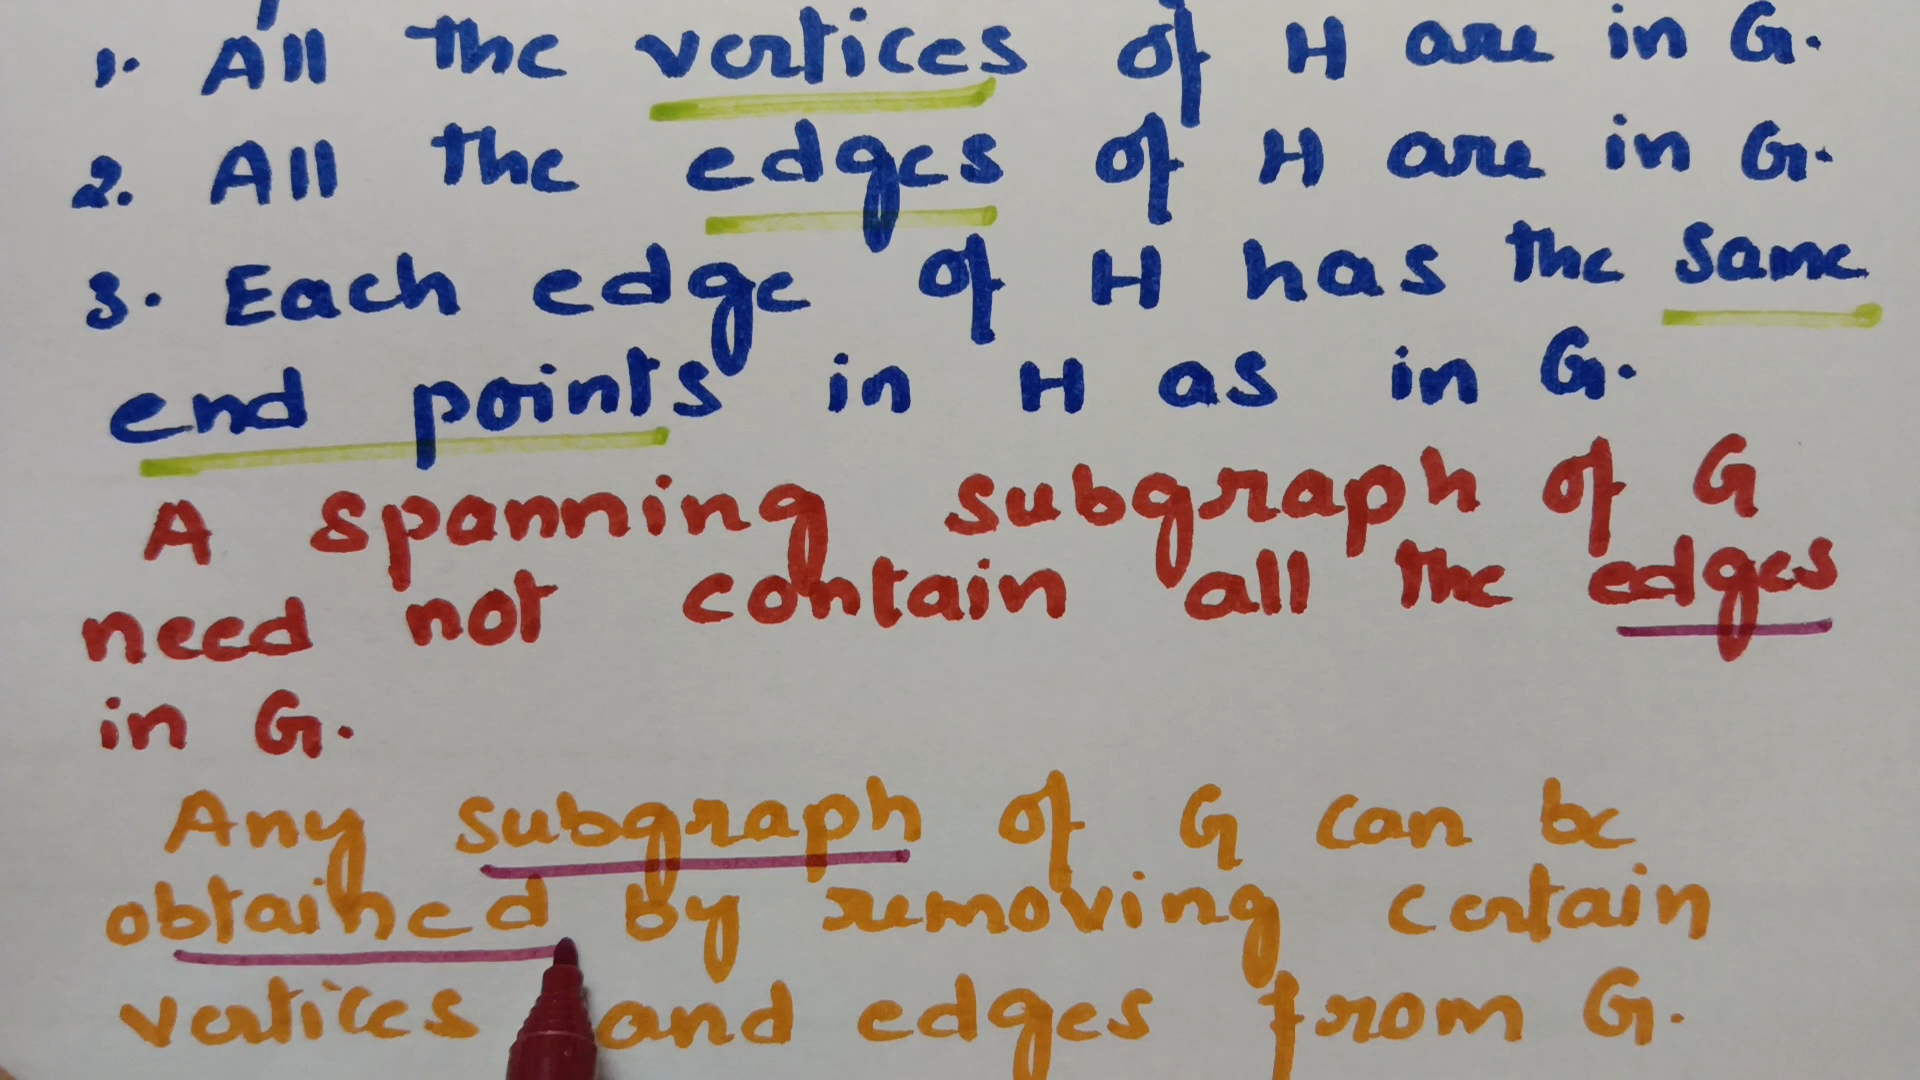 1. All the vertices of H are in G.
2. All the edges of H are in G.
3. Each edge of H has the same
end points in H as in G.
A spanning subgraph of G
need not contain all the edges
in G.
Any subgraph of G can be
obtained by removing certain
vertices and edges from G.